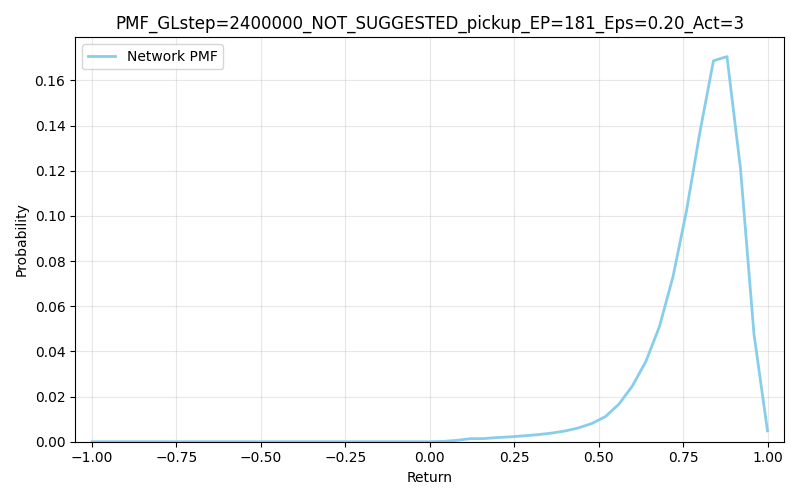 PMF_GLstep=2400000_NOT_SUGGESTED_pickup_EP=181_Eps=0.20_Act=3
Network PMF
Probability
0.16
0.14
0.12
0.10
0.08
0.06
0.04
0.02
0.00
−1.00 −0.75 −0.50 −0.25 0.00 0.25 0.50 0.75 1.00
Return